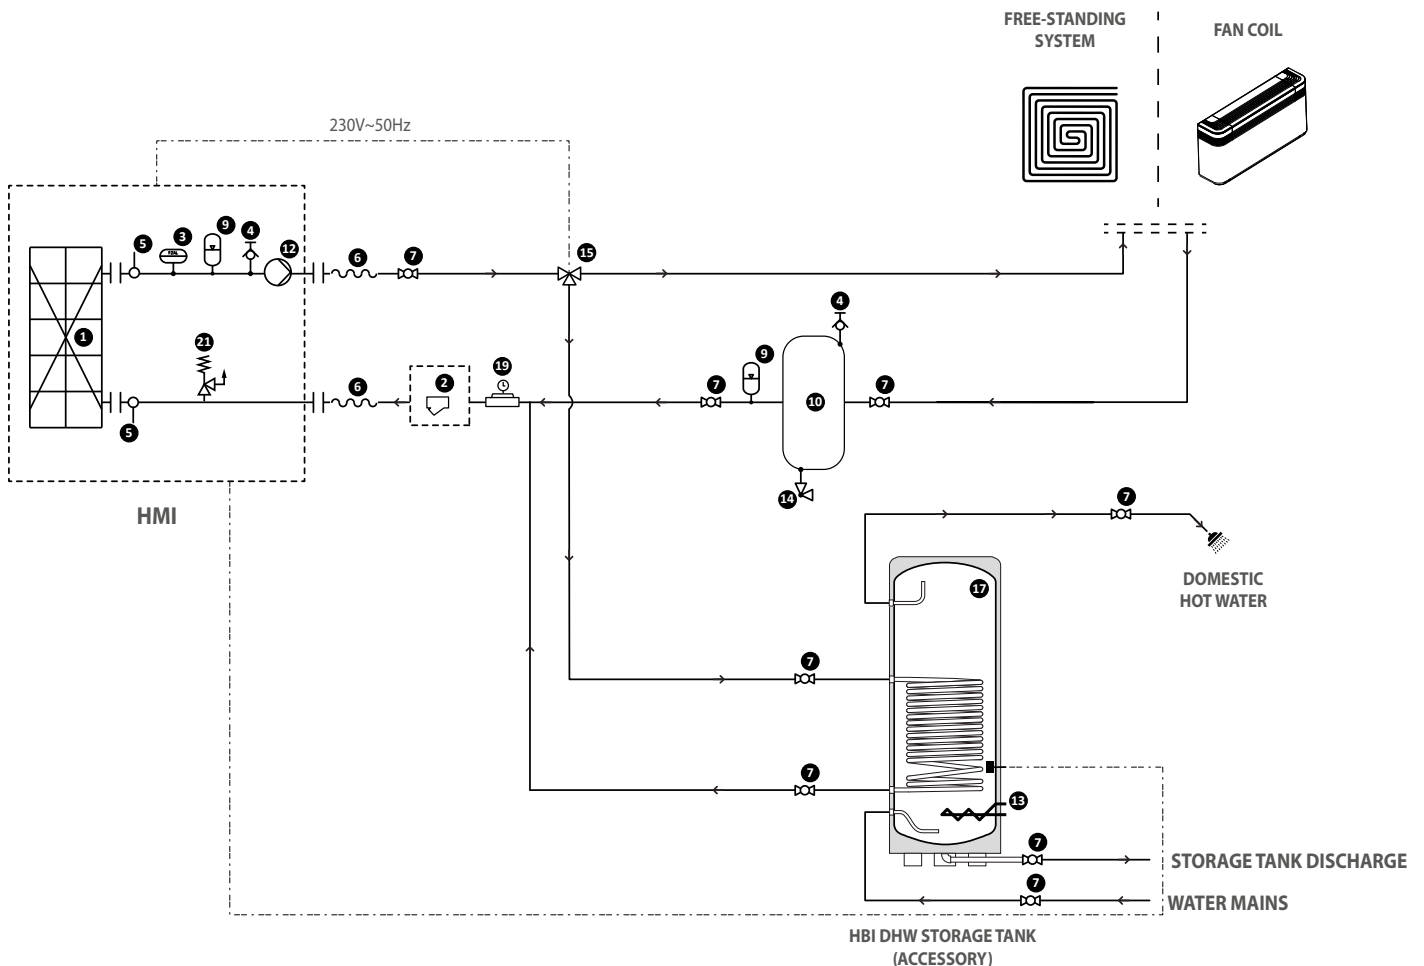 FREE-STANDING
SYSTEM
FAN COIL
230V~50Hz
9
4
3
5
12
6
7
15
1
21
4
9
19
2
6
7
7
10
5
14
HMI
7
17
DOMESTIC
HOT WATER
7
7
13
7
STORAGE TANK DISCHARGE
7
WATER MAINS
HBI DHW STORAGE TANK
(ACCESSORY)